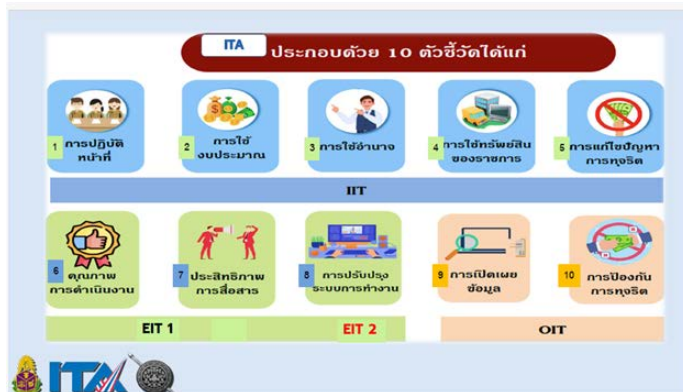 ITA ประกอบด้วย 10 ตัวชี้วัดได้แก่
1 การปฏิบัติ
หน้าที่
2 การใช้
งบประมาณ
3 การใช้อำนาจ
4 การใช้ทรัพย์สิน
ของราชการ
5 การแก้ไขปัญหา
การทุจริต
IIT
6 คุณภาพ
การดำเนินงาน
7 ประสิทธิภาพ
การสื่อสาร
8 การปรับปรุง
ระบบการทำงาน
9 การเปิดเผย
ข้อมูล
10 การป้องกัน
การทุจริต
EIT 1
EIT 2
OIT
ITA